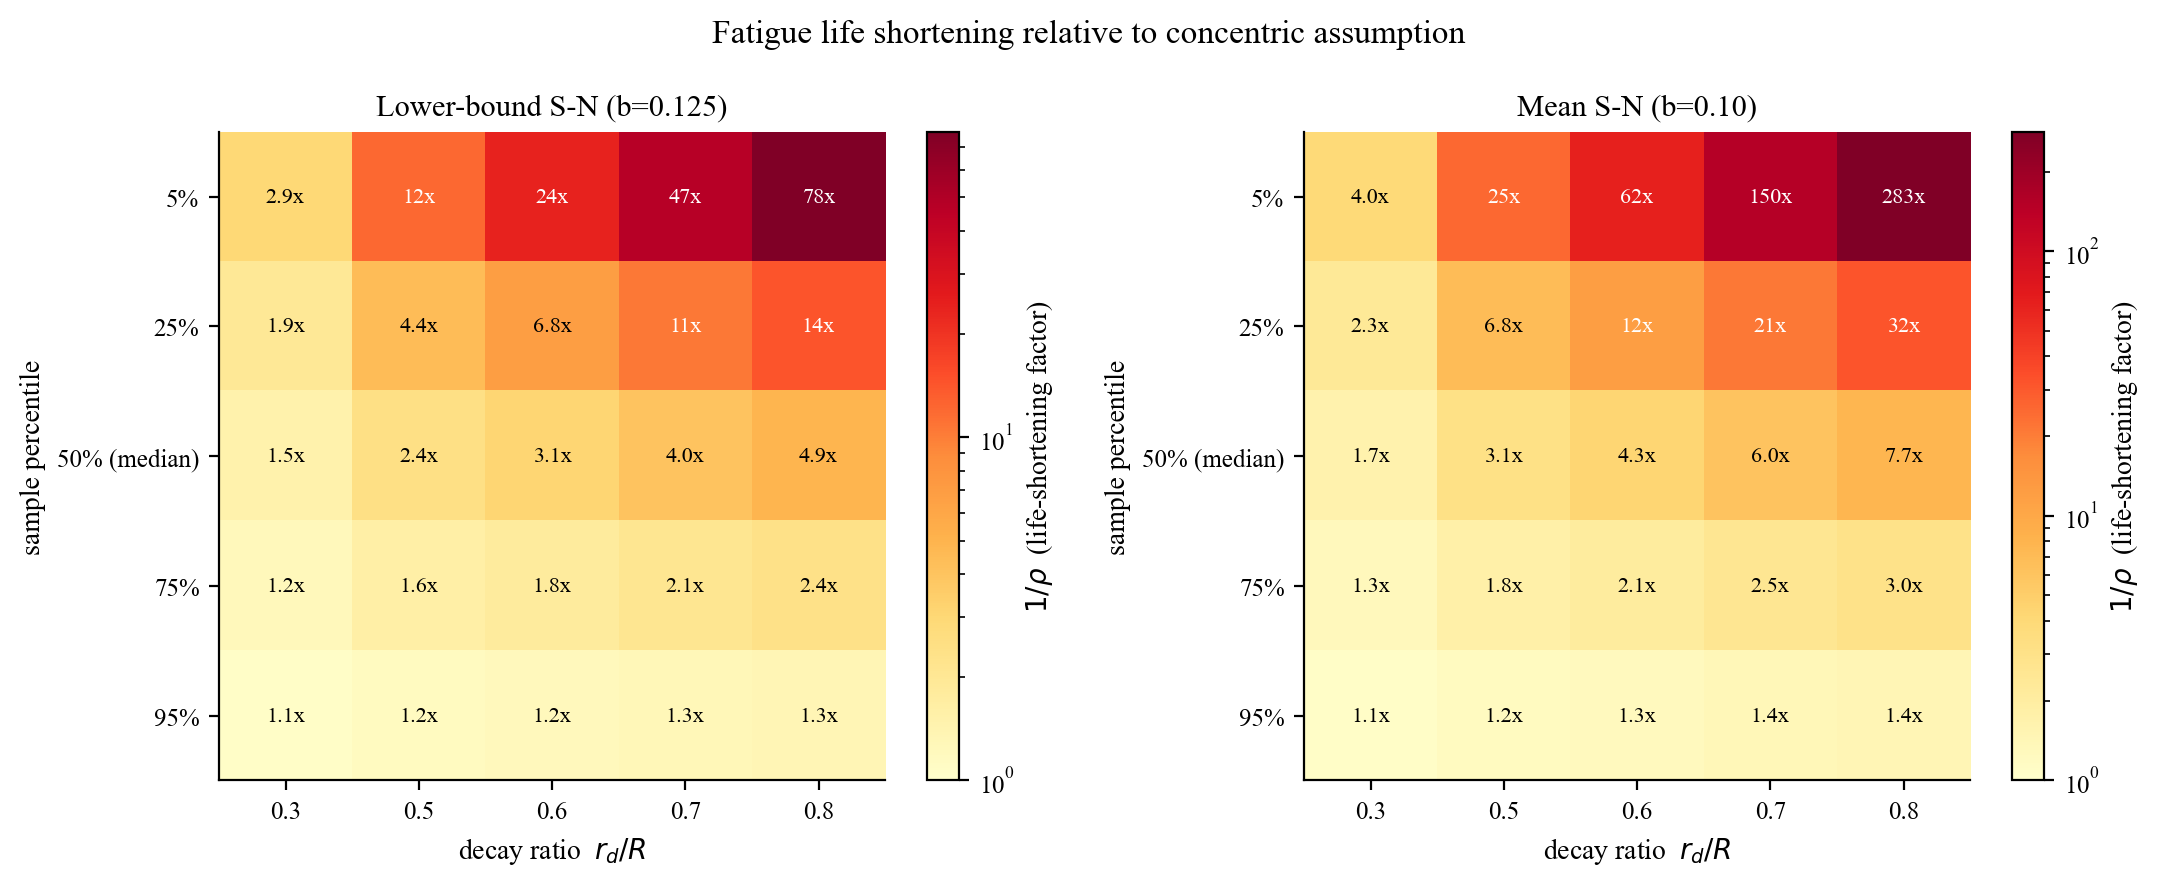 Fatigue life shortening relative to concentric assumption
Lower-bound S-N (b=0.125)
sample percentile
5%
2.9x 12x 24x 47x 78x
25%
1.9x 4.4x 6.8x 11x 14x
50% (median)
1.5x 2.4x 3.1x 4.0x 4.9x
75%
1.2x 1.6x 1.8x 2.1x 2.4x
95%
1.1x 1.2x 1.2x 1.3x 1.3x
0.3 0.5 0.6 0.7 0.8
decay ratio r_d/R
10^1
10^0
1/ρ (life-shortening factor)
Mean S-N (b=0.10)
sample percentile
5%
4.0x 25x 62x 150x 283x
25%
2.3x 6.8x 12x 21x 32x
50% (median)
1.7x 3.1x 4.3x 6.0x 7.7x
75%
1.3x 1.8x 2.1x 2.5x 3.0x
95%
1.1x 1.2x 1.3x 1.4x 1.4x
0.3 0.5 0.6 0.7 0.8
decay ratio r_d/R
10^2
10^1
10^0
1/ρ (life-shortening factor)